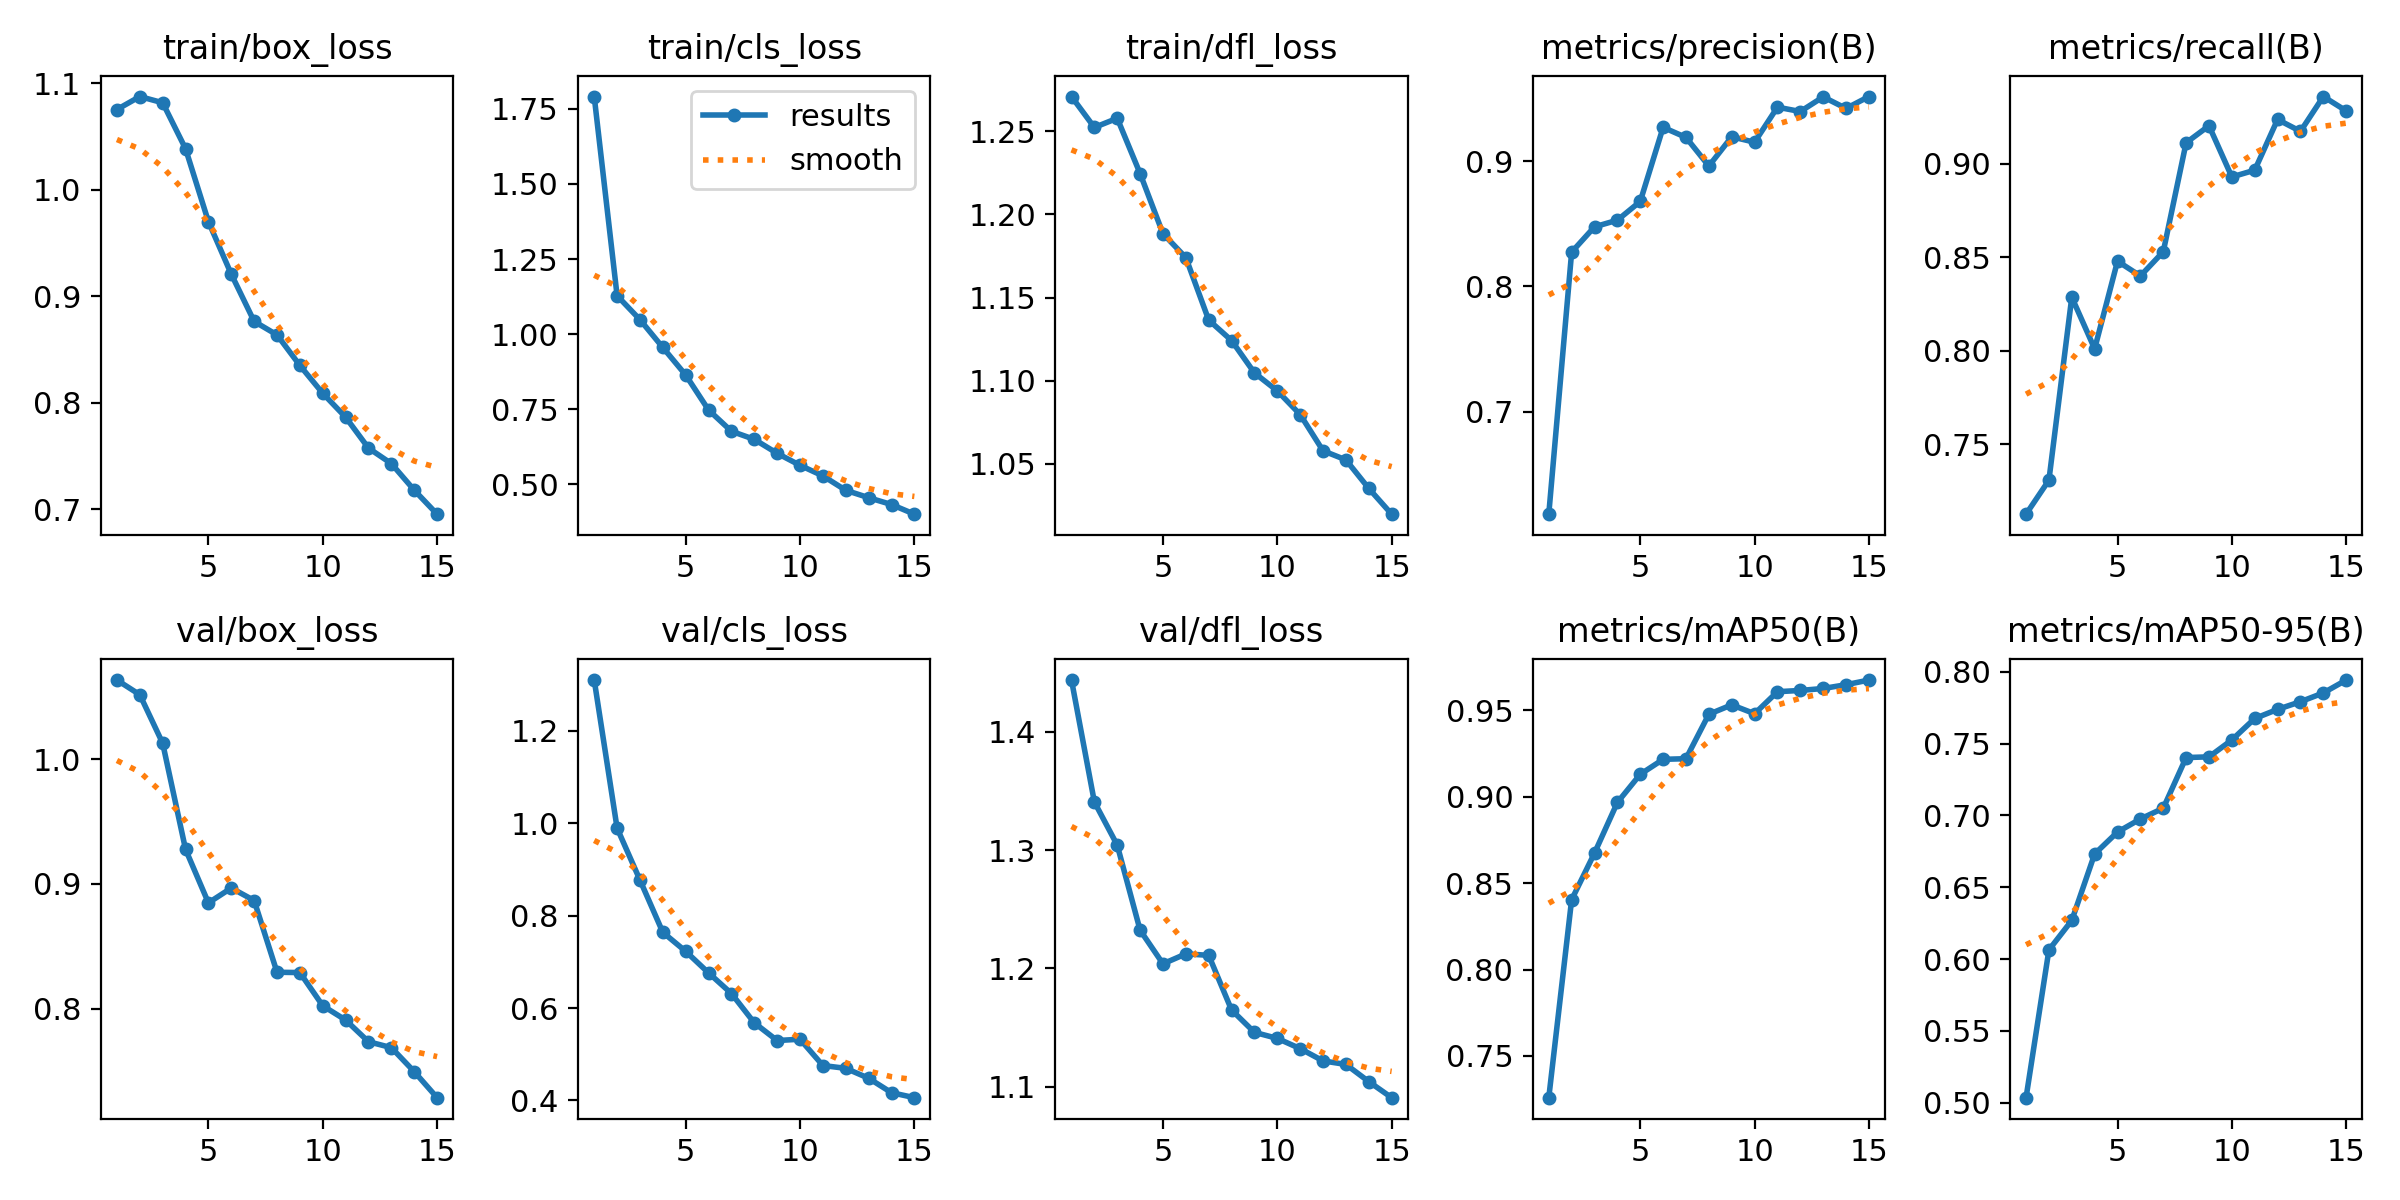 train/box_loss
train/cls_loss
train/dfl_loss
metrics/precision(B)
metrics/recall(B)
1.1
1.0
0.9
0.8
0.7
5 10 15
1.75
1.50
1.25
1.00
0.75
0.50
results
smooth
5 10 15
1.25
1.20
1.15
1.10
1.05
5 10 15
0.9
0.8
0.7
5 10 15
0.90
0.85
0.80
0.75
5 10 15
val/box_loss
val/cls_loss
val/dfl_loss
metrics/mAP50(B)
metrics/mAP50-95(B)
1.0
0.9
0.8
5 10 15
1.2
1.0
0.8
0.6
0.4
5 10 15
1.4
1.3
1.2
1.1
5 10 15
0.95
0.90
0.85
0.80
0.75
5 10 15
0.80
0.75
0.70
0.65
0.60
0.55
0.50
5 10 15